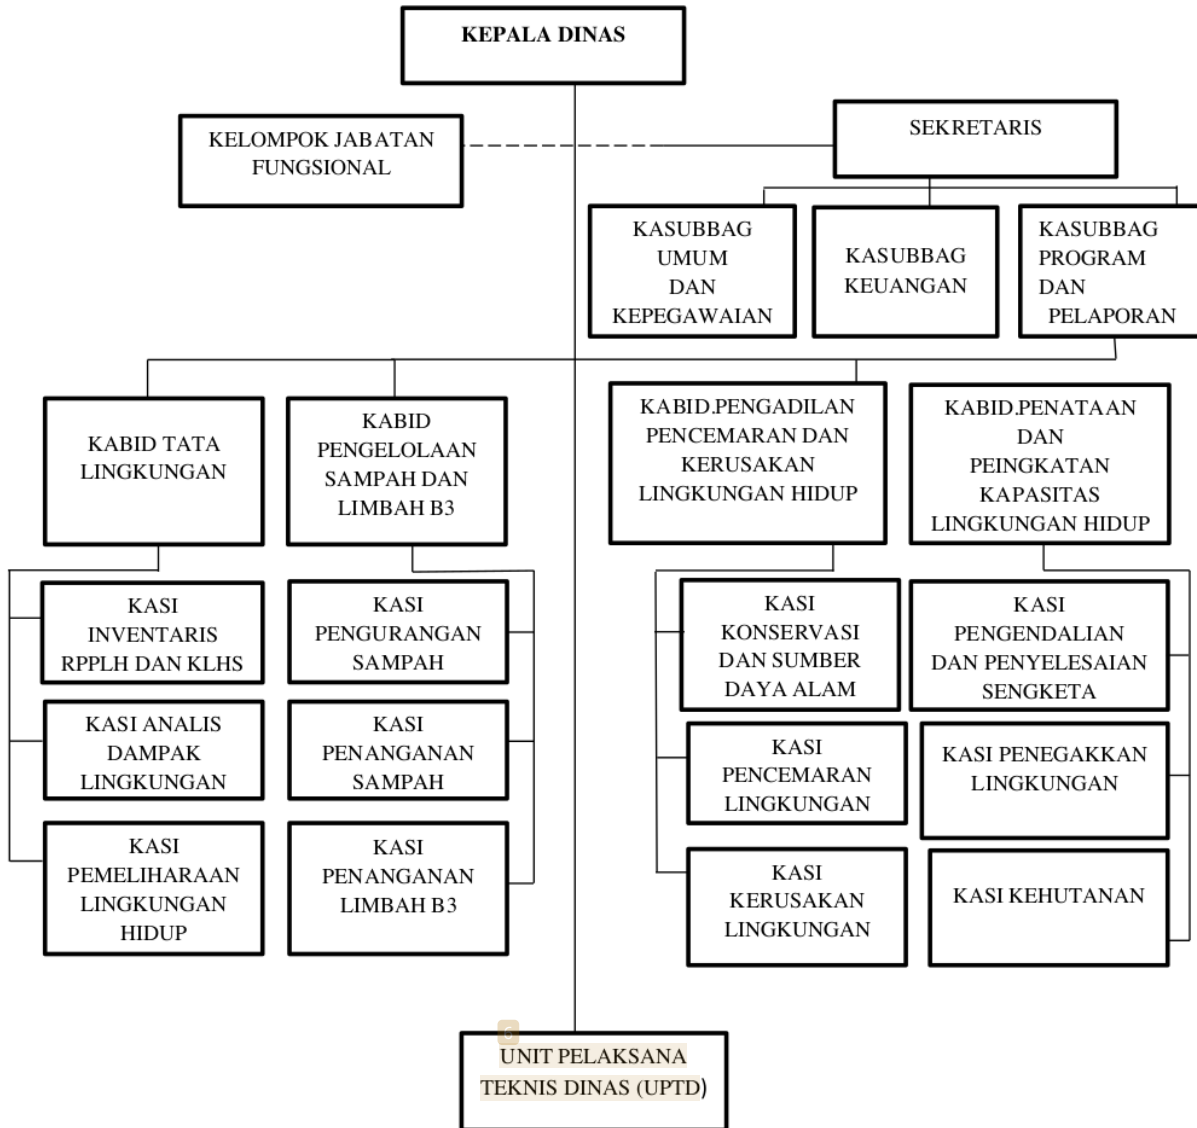 KEPALA DINAS
KELOMPOK JABATAN
FUNGSIONAL
SEKRETARIS
KASUBBAG
UMUM
DAN
KEPEGAWAIAN
KASUBBAG
KEUANGAN
KASUBBAG
PROGRAM
DAN
PELAPORAN
KABID TATA
LINGKUNGAN
KABID
PENGELOLAAN
SAMPAH DAN
LIMBAH B3
KABID.PENGADILAN
PENCEMARAN DAN
KERUSAKAN
LINGKUNGAN HIDUP
KABID.PENATAAN
DAN
PEINGKATAN
KAPASITAS
LINGKUNGAN HIDUP
KASI
INVENTARIS
RPPLH DAN KLHS
KASI
PENGURANGAN
SAMPAH
KASI
KONSERVASI
DAN SUMBER
DAYA ALAM
KASI
PENGENDALIAN
DAN PENYELESAIAN
SENGKETA
KASI ANALIS
DAMPAK
LINGKUNGAN
KASI
PENANGANAN
SAMPAH
KASI
PENCEMARAN
LINGKUNGAN
KASI PENEGAKKAN
LINGKUNGAN
KASI
PEMELIHARAAN
LINGKUNGAN
HIDUP
KASI
PENANGANAN
LIMBAH B3
KASI
KERUSAKAN
LINGKUNGAN
KASI KEHUTANAN
6
UNIT PELAKSANA
TEKNIS DINAS (UPTD)